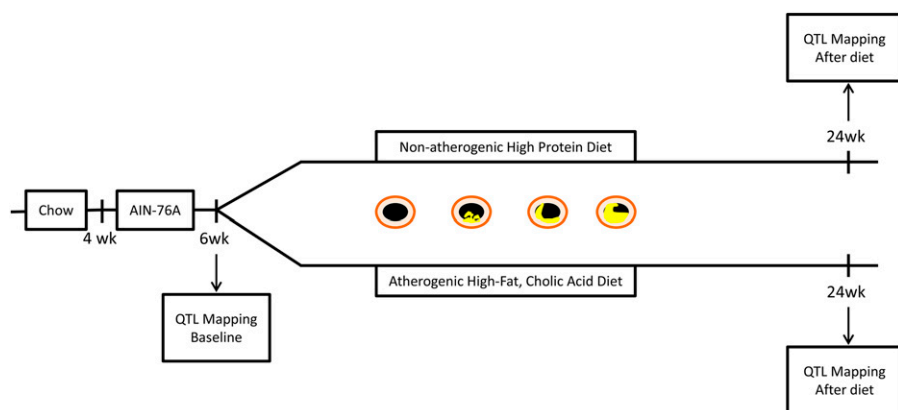 QTL Mapping
After diet
24wk
Non-atherogenic High Protein Diet
Chow
AIN-76A
4 wk
6wk
Atherogenic High-Fat, Cholic Acid Diet
24wk
QTL Mapping
Baseline
QTL Mapping
After diet